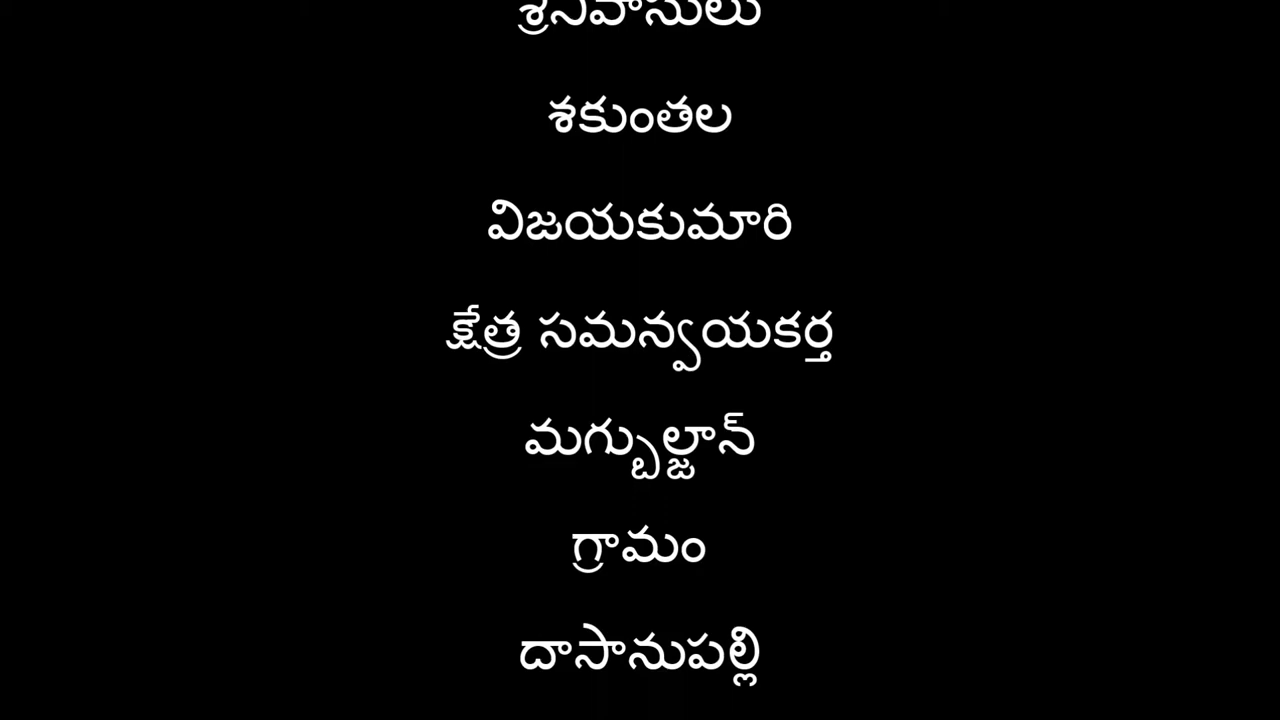 శ్రీనివాసులు
శకుంతల
విజయకుమారి
క్షేత్ర సమన్వయకర్త
మగ్బుల్జాన్
గ్రామం
దాసానుపల్లి